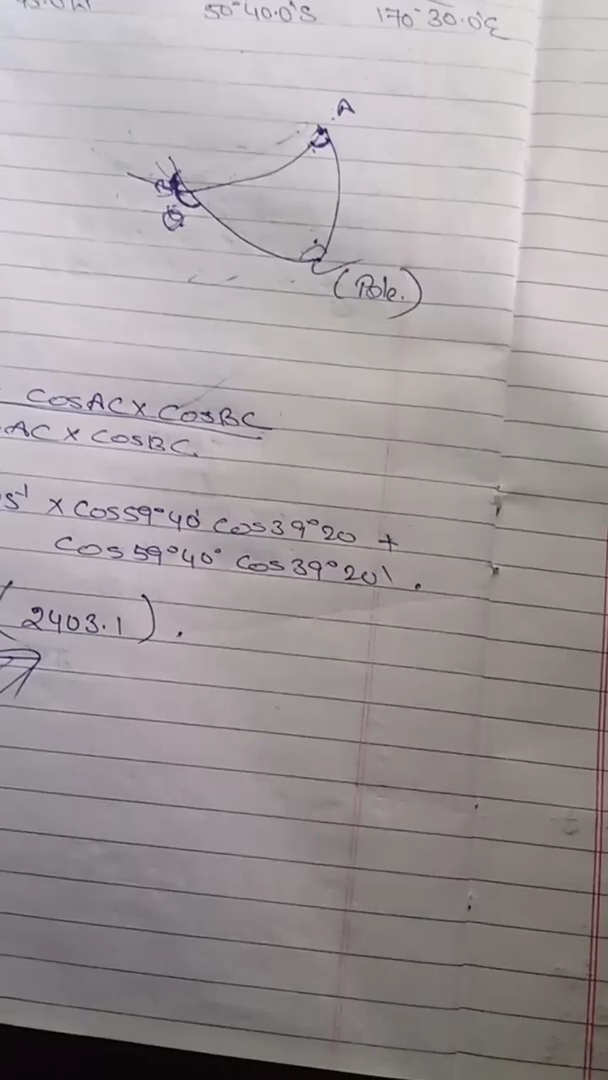 50°40.0'S 170°30.0'E
A
B
C
(Pole.)
COSAC X COSBC
AC X COSBC
s⁻¹ x cos59°40' cos39°20 +
cos59°40° cos39°20' .
(2403.1) .